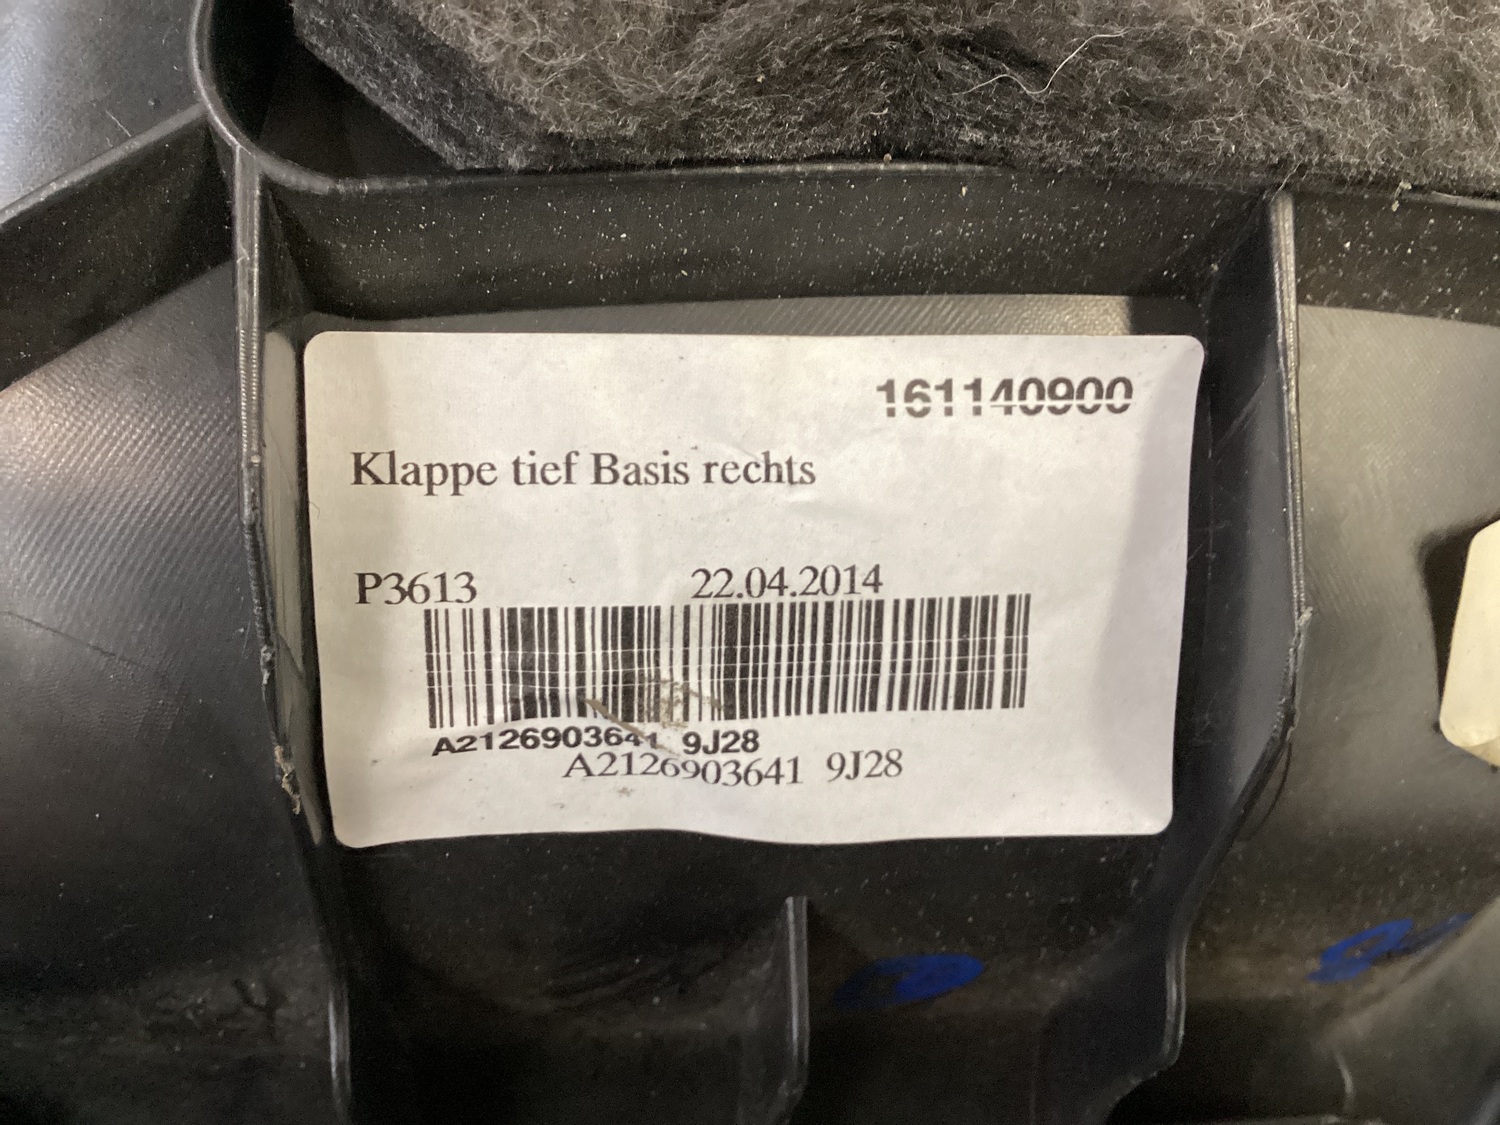 161140900
Klappe tief Basis rechts
P3613 22.04.2014
A2126903641 9J28
A2126903641 9J28